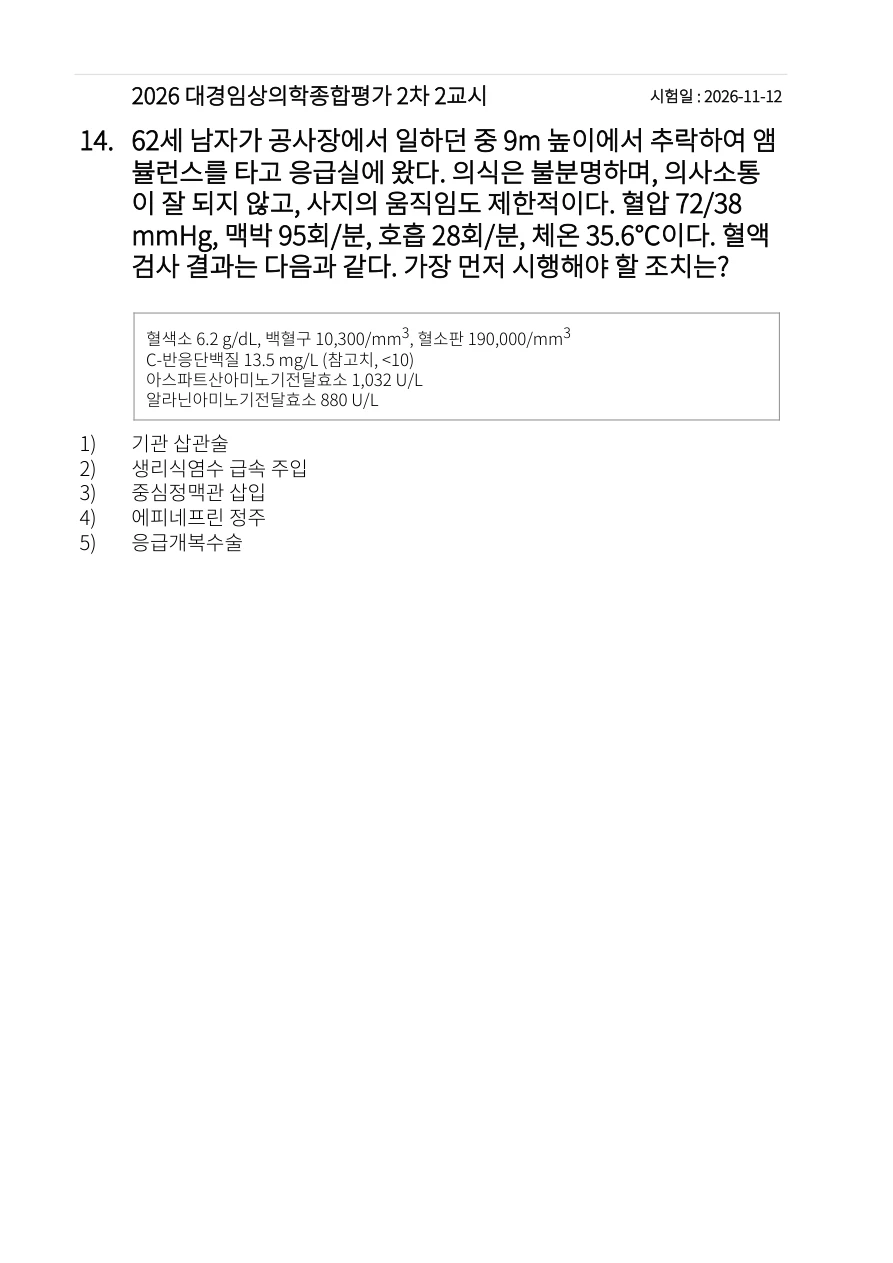 2026 대경임상의학종합평가 2차 2교시
시험일 : 2026-11-12
14. 62세 남자가 공사장에서 일하던 중 9m 높이에서 추락하여 앰
뷸런스를 타고 응급실에 왔다. 의식은 불분명하며, 의사소통
이 잘 되지 않고, 사지의 움직임도 제한적이다. 혈압 72/38
mmHg, 맥박 95회/분, 호흡 28회/분, 체온 35.6℃이다. 혈액
검사 결과는 다음과 같다. 가장 먼저 시행해야 할 조치는?
혈색소 6.2 g/dL, 백혈구 10,300/mm³, 혈소판 190,000/mm³
C-반응단백질 13.5 mg/L (참고치, <10)
아스파트산아미노기전달효소 1,032 U/L
알라닌아미노기전달효소 880 U/L
1) 기관 삽관술
2) 생리식염수 급속 주입
3) 중심정맥관 삽입
4) 에피네프린 정주
5) 응급개복수술